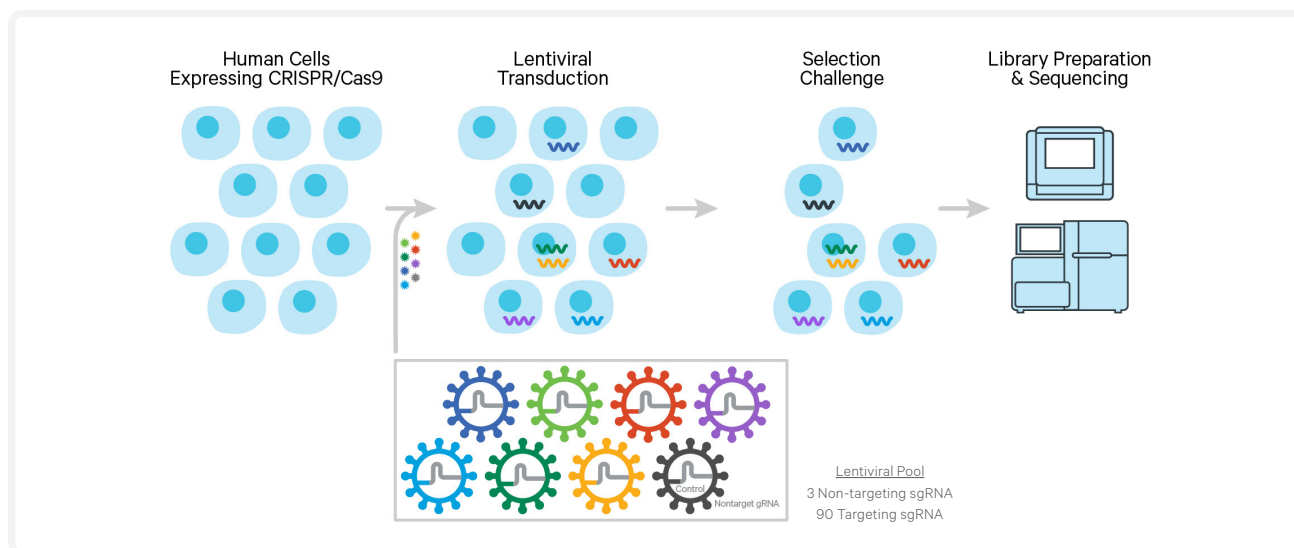 Human Cells
Expressing CRISPR/Cas9
Lentiviral
Transduction
Selection
Challenge
Library Preparation
& Sequencing
Control
Nontarget gRNA
Lentiviral Pool
3 Non-targeting sgRNA
90 Targeting sgRNA